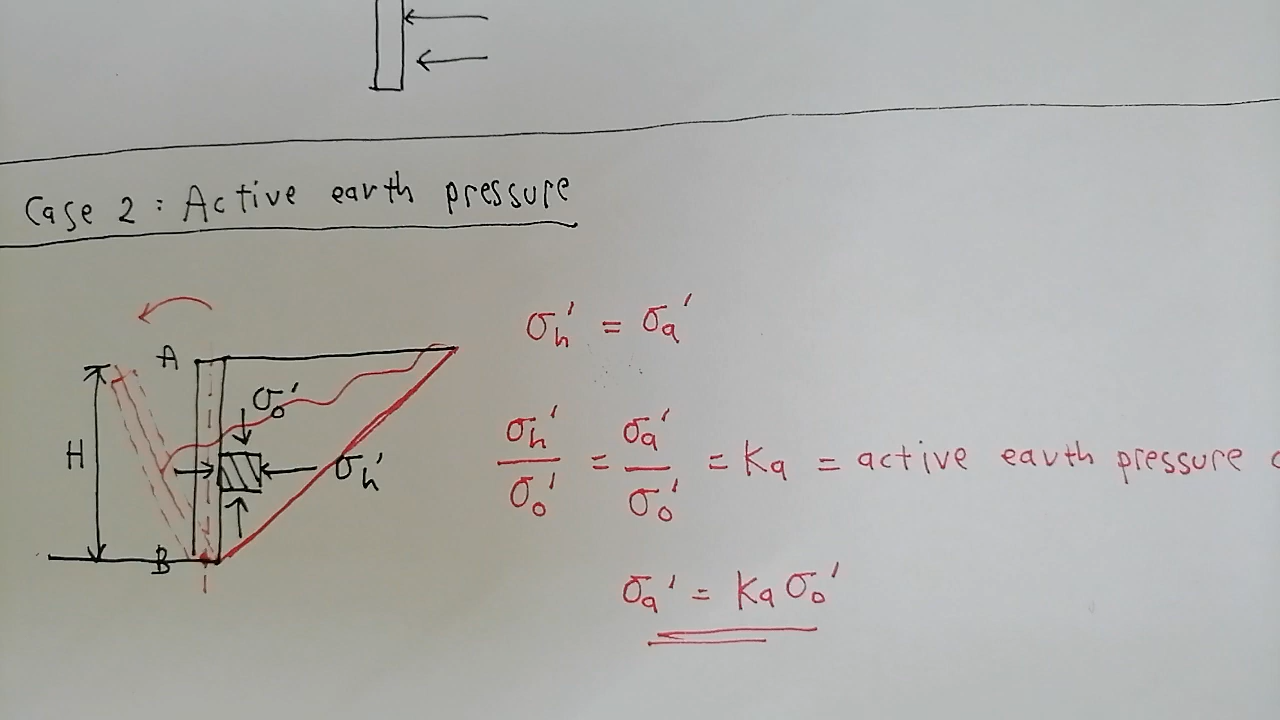 Case 2 : Active earth pressure
A
H
B
σ₀'
σₕ'
σₕ' = σₐ'
σₕ'/σ₀' = σₐ'/σ₀' = Kₐ = active earth pressure
σₐ' = Kₐ σ₀'